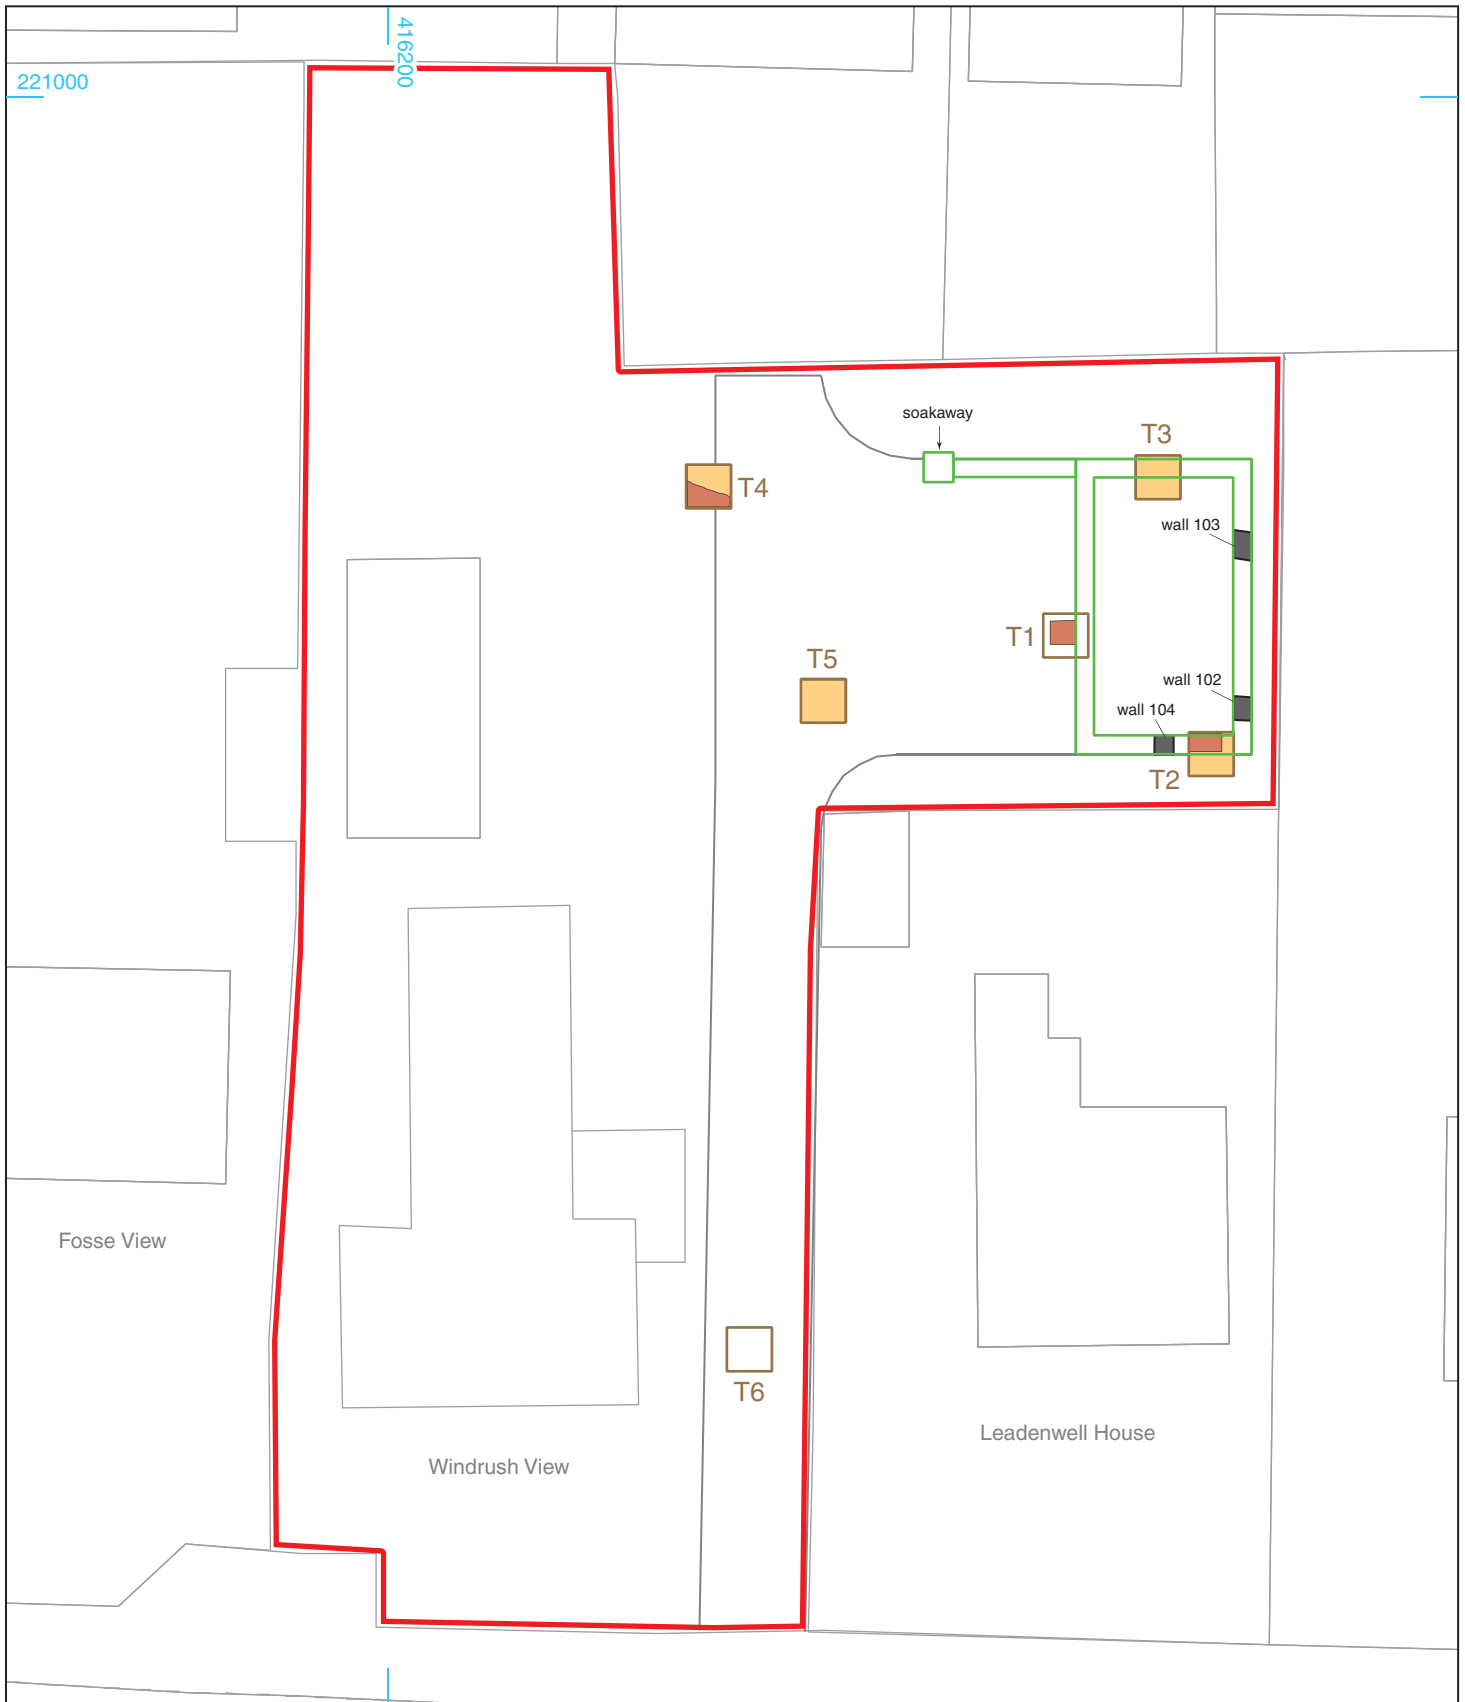 416200
221000
soakaway
T3
T4
wall 103
T1
T5
wall 102
wall 104
T2
Fosse View
T6
Leadenwell House
Windrush View